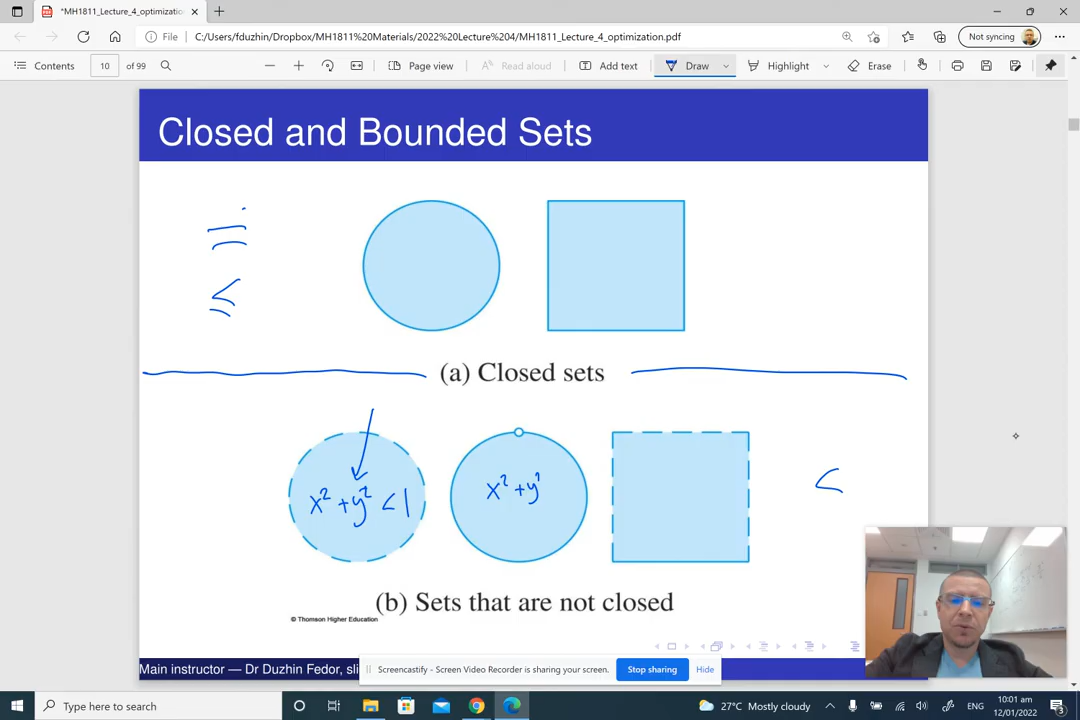 *MH1811_Lecture_4_optimizatio
File C:/Users/fduzhin/Dropbox/MH1811%20Materials/2022%20Lecture%204/MH1811_Lecture_4_optimization.pdf Not syncing
Contents 10 of 99 Page view Read aloud Add text Draw Highlight Erase
Closed and Bounded Sets
=
≤
(a) Closed sets
x² + y² < 1
x² + y²
<
(b) Sets that are not closed
© Thomson Higher Education
Main instructor — Dr Duzhin Fedor, sli
Screencastify - Screen Video Recorder is sharing your screen. Stop sharing Hide
Type here to search
27°C Mostly cloudy
ENG
10:01 am
12/01/2022
3